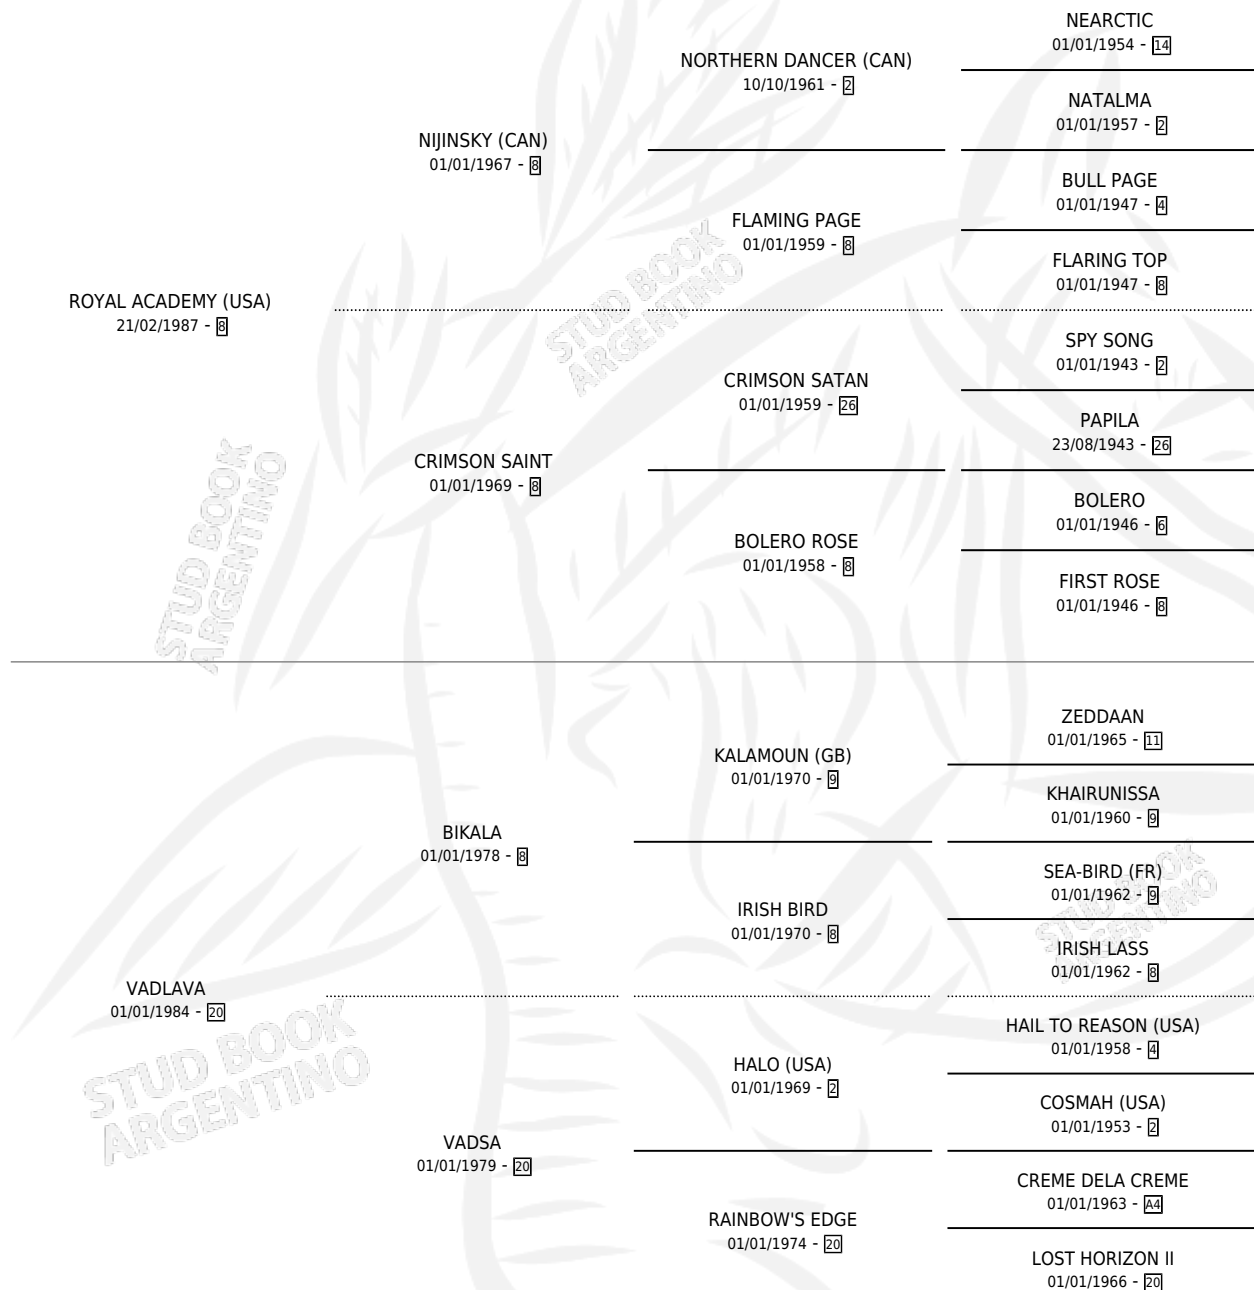 NEARCTIC
01/01/1954 - 14
NORTHERN DANCER (CAN)
10/10/1961 - 2
NATALMA
01/01/1957 - 2
NIJINSKY (CAN)
01/01/1967 - 8
BULL PAGE
01/01/1947 - 4
FLAMING PAGE
01/01/1959 - 8
FLARING TOP
01/01/1947 - 8
ROYAL ACADEMY (USA)
21/02/1987 - 8
SPY SONG
01/01/1943 - 2
CRIMSON SATAN
01/01/1959 - 26
PAPILA
23/08/1943 - 26
CRIMSON SAINT
01/01/1969 - 8
BOLERO
01/01/1946 - 6
BOLERO ROSE
01/01/1958 - 8
FIRST ROSE
01/01/1946 - 8
ZEDDAAN
01/01/1965 - 11
KALAMOUN (GB)
01/01/1970 - 9
KHAIRUNISSA
01/01/1960 - 9
BIKALA
01/01/1978 - 8
SEA-BIRD (FR)
01/01/1962 - 9
IRISH BIRD
01/01/1970 - 8
IRISH LASS
01/01/1962 - 8
VADLAVA
01/01/1984 - 20
HAIL TO REASON (USA)
01/01/1958 - 4
HALO (USA)
01/01/1969 - 2
COSMAH (USA)
01/01/1953 - 2
VADSA
01/01/1979 - 20
CREME DELA CREME
01/01/1963 - A4
RAINBOW'S EDGE
01/01/1974 - 20
LOST HORIZON II
01/01/1966 - 20
STUD BOOK
ARGENTINO
STUD BOOK
ARGENTINO
STUD BOOK
ARGENTINO
STUD BOOK
ARGENTINO